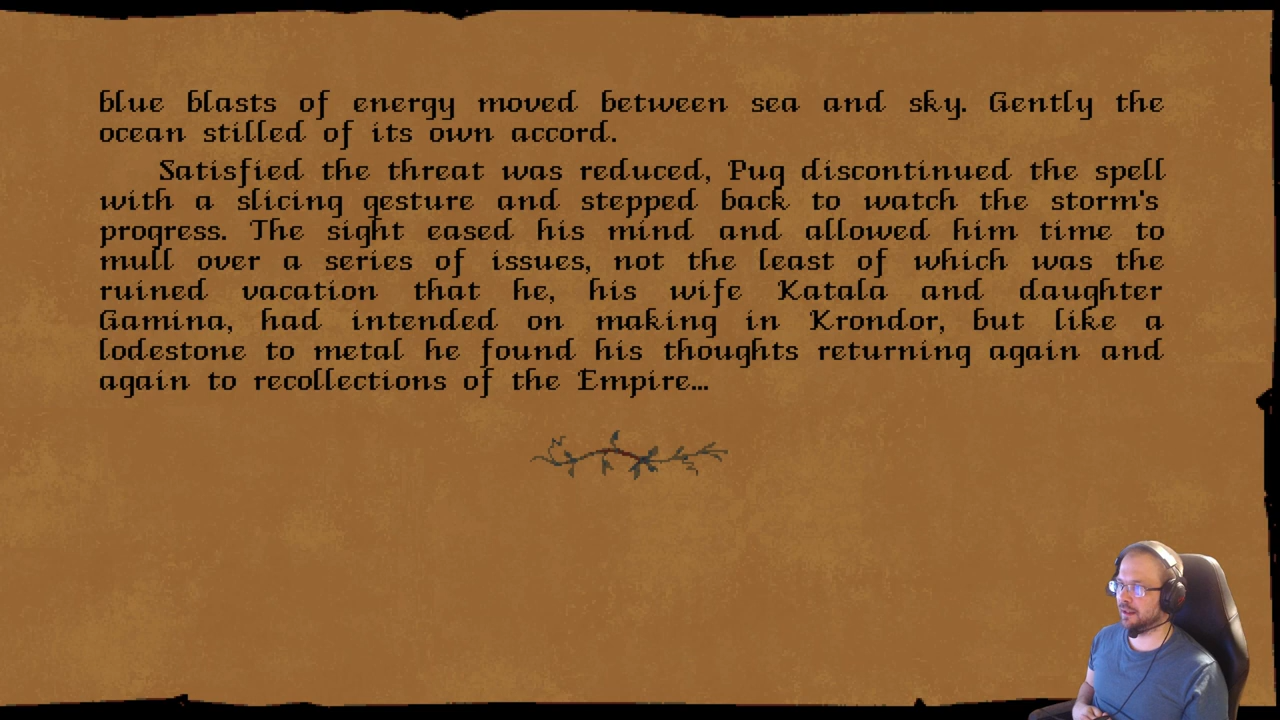 blue blasts of energy moved between sea and sky. Gently the
ocean stilled of its own accord.
Satisfied the threat was reduced, Pug discontinued the spell
with a slicing gesture and stepped back to watch the storm's
progress. The sight eased his mind and allowed him time to
mull over a series of issues, not the least of which was the
ruined vacation that he, his wife Katala and daughter
Gamina, had intended on making in Krondor, but like a
lodestone to metal he found his thoughts returning again and
again to recollections of the Empire...